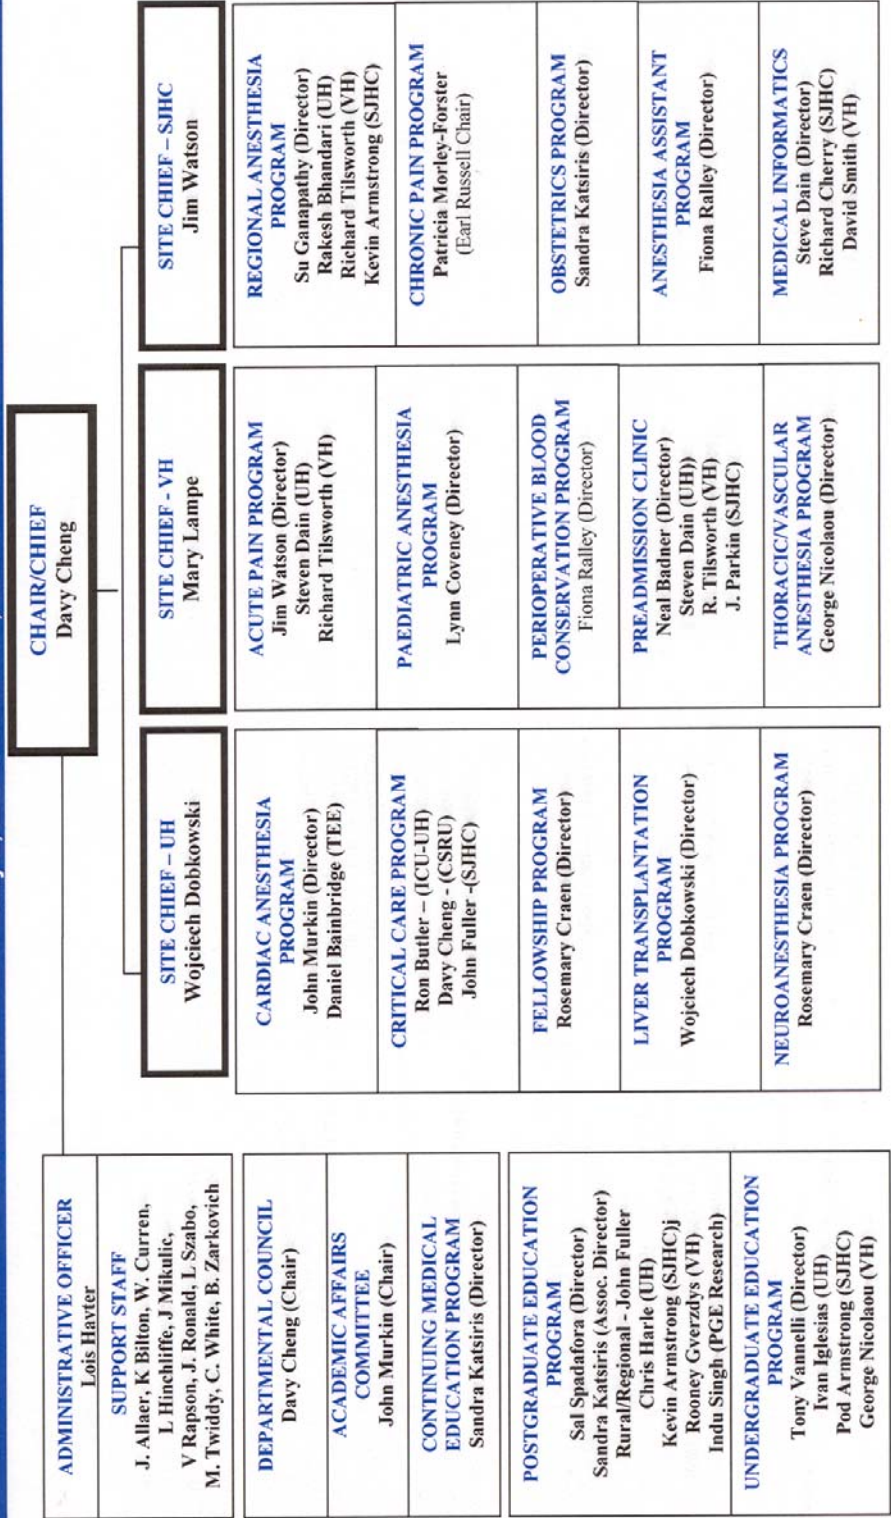 CHAIR/CHIEF
Davy Cheng
ADMINISTRATIVE OFFICER
Lois Havter
SUPPORT STAFF
J. Allaer, K Bilton, W. Curren,
L Hinchliffe, J Mikulic,
V Rapson, J. Ronald, L Szabo,
M. Twiddy, C. White, B. Zarkovich
DEPARTMENTAL COUNCIL
Davy Cheng (Chair)
ACADEMIC AFFAIRS
COMMITTEE
John Murkin (Chair)
CONTINUING MEDICAL
EDUCATION PROGRAM
Sandra Katsiris (Director)
POSTGRADUATE EDUCATION
PROGRAM
Sal Spadafora (Director)
Sandra Katsiris (Assoc. Director)
Rural/Regional - John Fuller
Chris Harle (UH)
Kevin Armstrong (SJHC)j
Rooney Gverzdys (VH)
Indu Singh (PGE Research)
UNDERGRADUATE EDUCATION
PROGRAM
Tony Vannelli (Director)
Ivan Iglesias (UH)
Pod Armstrong (SJHC)
George Nicolaou (VH)
SITE CHIEF – UH
Wojciech Dobkowski
CARDIAC ANESTHESIA
PROGRAM
John Murkin (Director)
Daniel Bainbridge (TEE)
CRITICAL CARE PROGRAM
Ron Butler – (ICU-UH)
Davy Cheng - (CSRU)
John Fuller -(SJHC)
FELLOWSHIP PROGRAM
Rosemary Craen (Director)
LIVER TRANSPLANTATION
PROGRAM
Wojciech Dobkowski (Director)
NEUROANESTHESIA PROGRAM
Rosemary Craen (Director)
SITE CHIEF - VH
Mary Lampe
ACUTE PAIN PROGRAM
Jim Watson (Director)
Steven Dain (UH)
Richard Tilsworth (VH)
PAEDIATRIC ANESTHESIA
PROGRAM
Lynn Coveney (Director)
PERIOPERATIVE BLOOD
CONSERVATION PROGRAM
Fiona Ralley (Director)
PREADMISSION CLINIC
Neal Badner (Director)
Steven Dain (UH))
R. Tilsworth (VH)
J. Parkin (SJHC)
THORACIC/VASCULAR
ANESTHESIA PROGRAM
George Nicolaou (Director)
SITE CHIEF – SJHC
Jim Watson
REGIONAL ANESTHESIA
PROGRAM
Su Ganapathy (Director)
Rakesh Bhandari (UH)
Richard Tilsworth (VH)
Kevin Armstrong (SJHC)
CHRONIC PAIN PROGRAM
Patricia Morley-Forster
(Earl Russell Chair)
OBSTETRICS PROGRAM
Sandra Katsiris (Director)
ANESTHESIA ASSISTANT
PROGRAM
Fiona Ralley (Director)
MEDICAL INFORMATICS
Steve Dain (Director)
Richard Cherry (SJHC)
David Smith (VH)